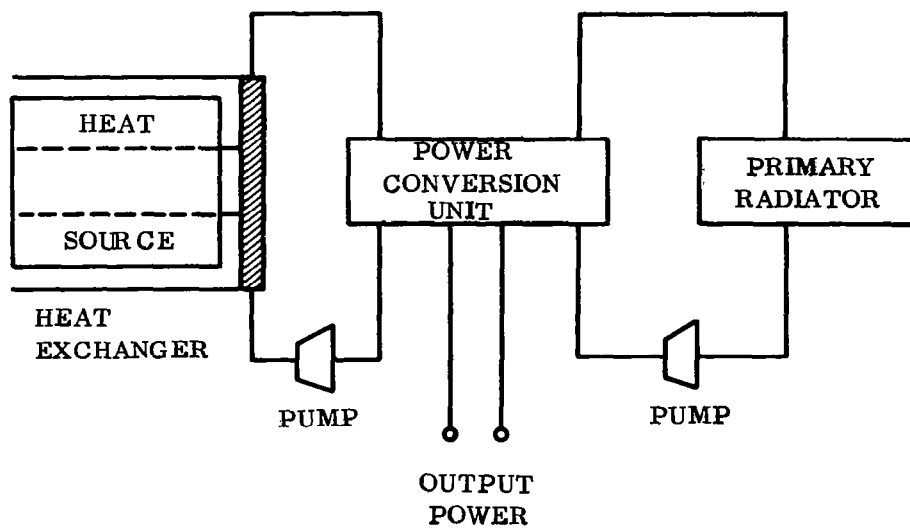 HEAT
SOURCE
HEAT
EXCHANGER
PUMP
POWER
CONVERSION
UNIT
OUTPUT
POWER
PRIMARY
RADIATOR
PUMP